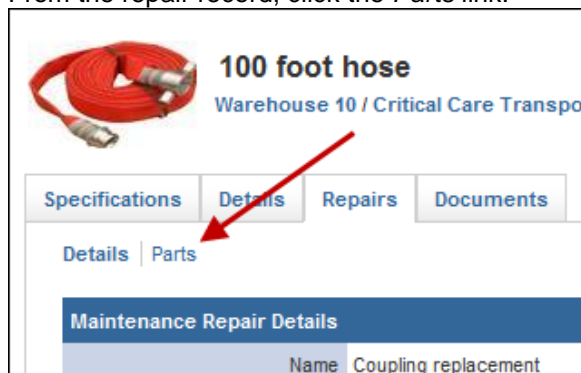 From the repair record, click the Parts link.
100 foot hose
Warehouse 10 / Critical Care Transpo
Specifications Details Repairs Documents
Details | Parts
Maintenance Repair Details
Name Coupling replacement